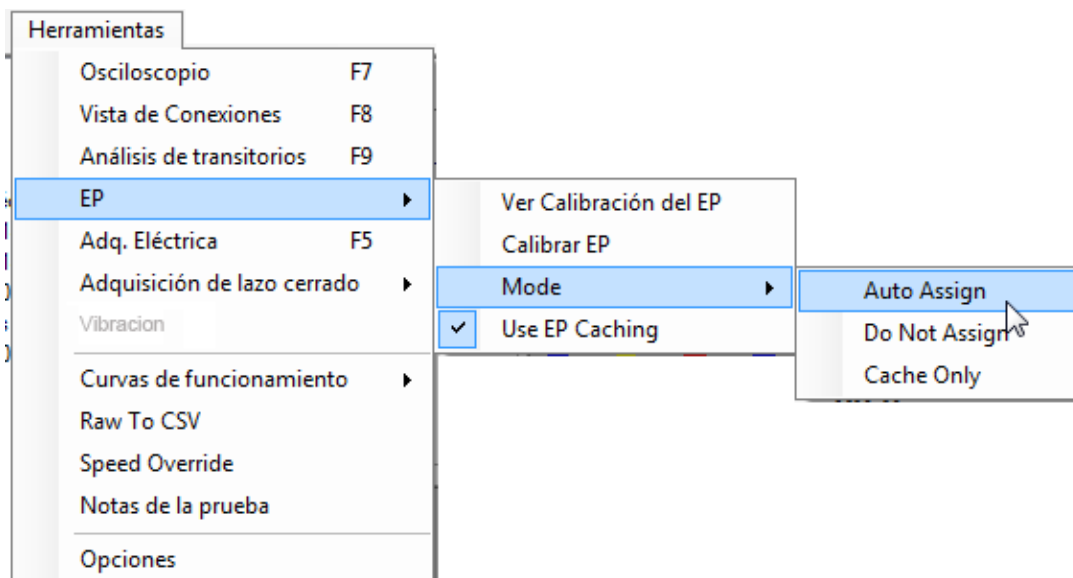 Herramientas
Osciloscopio F7
Vista de Conexiones F8
Análisis de transitorios F9
EP
Adq. Eléctrica F5
Adquisición de lazo cerrado
Vibracion
Curvas de funcionamiento
Raw To CSV
Speed Override
Notas de la prueba
Opciones
Ver Calibración del EP
Calibrar EP
Mode
Use EP Caching
Auto Assign
Do Not Assign
Cache Only